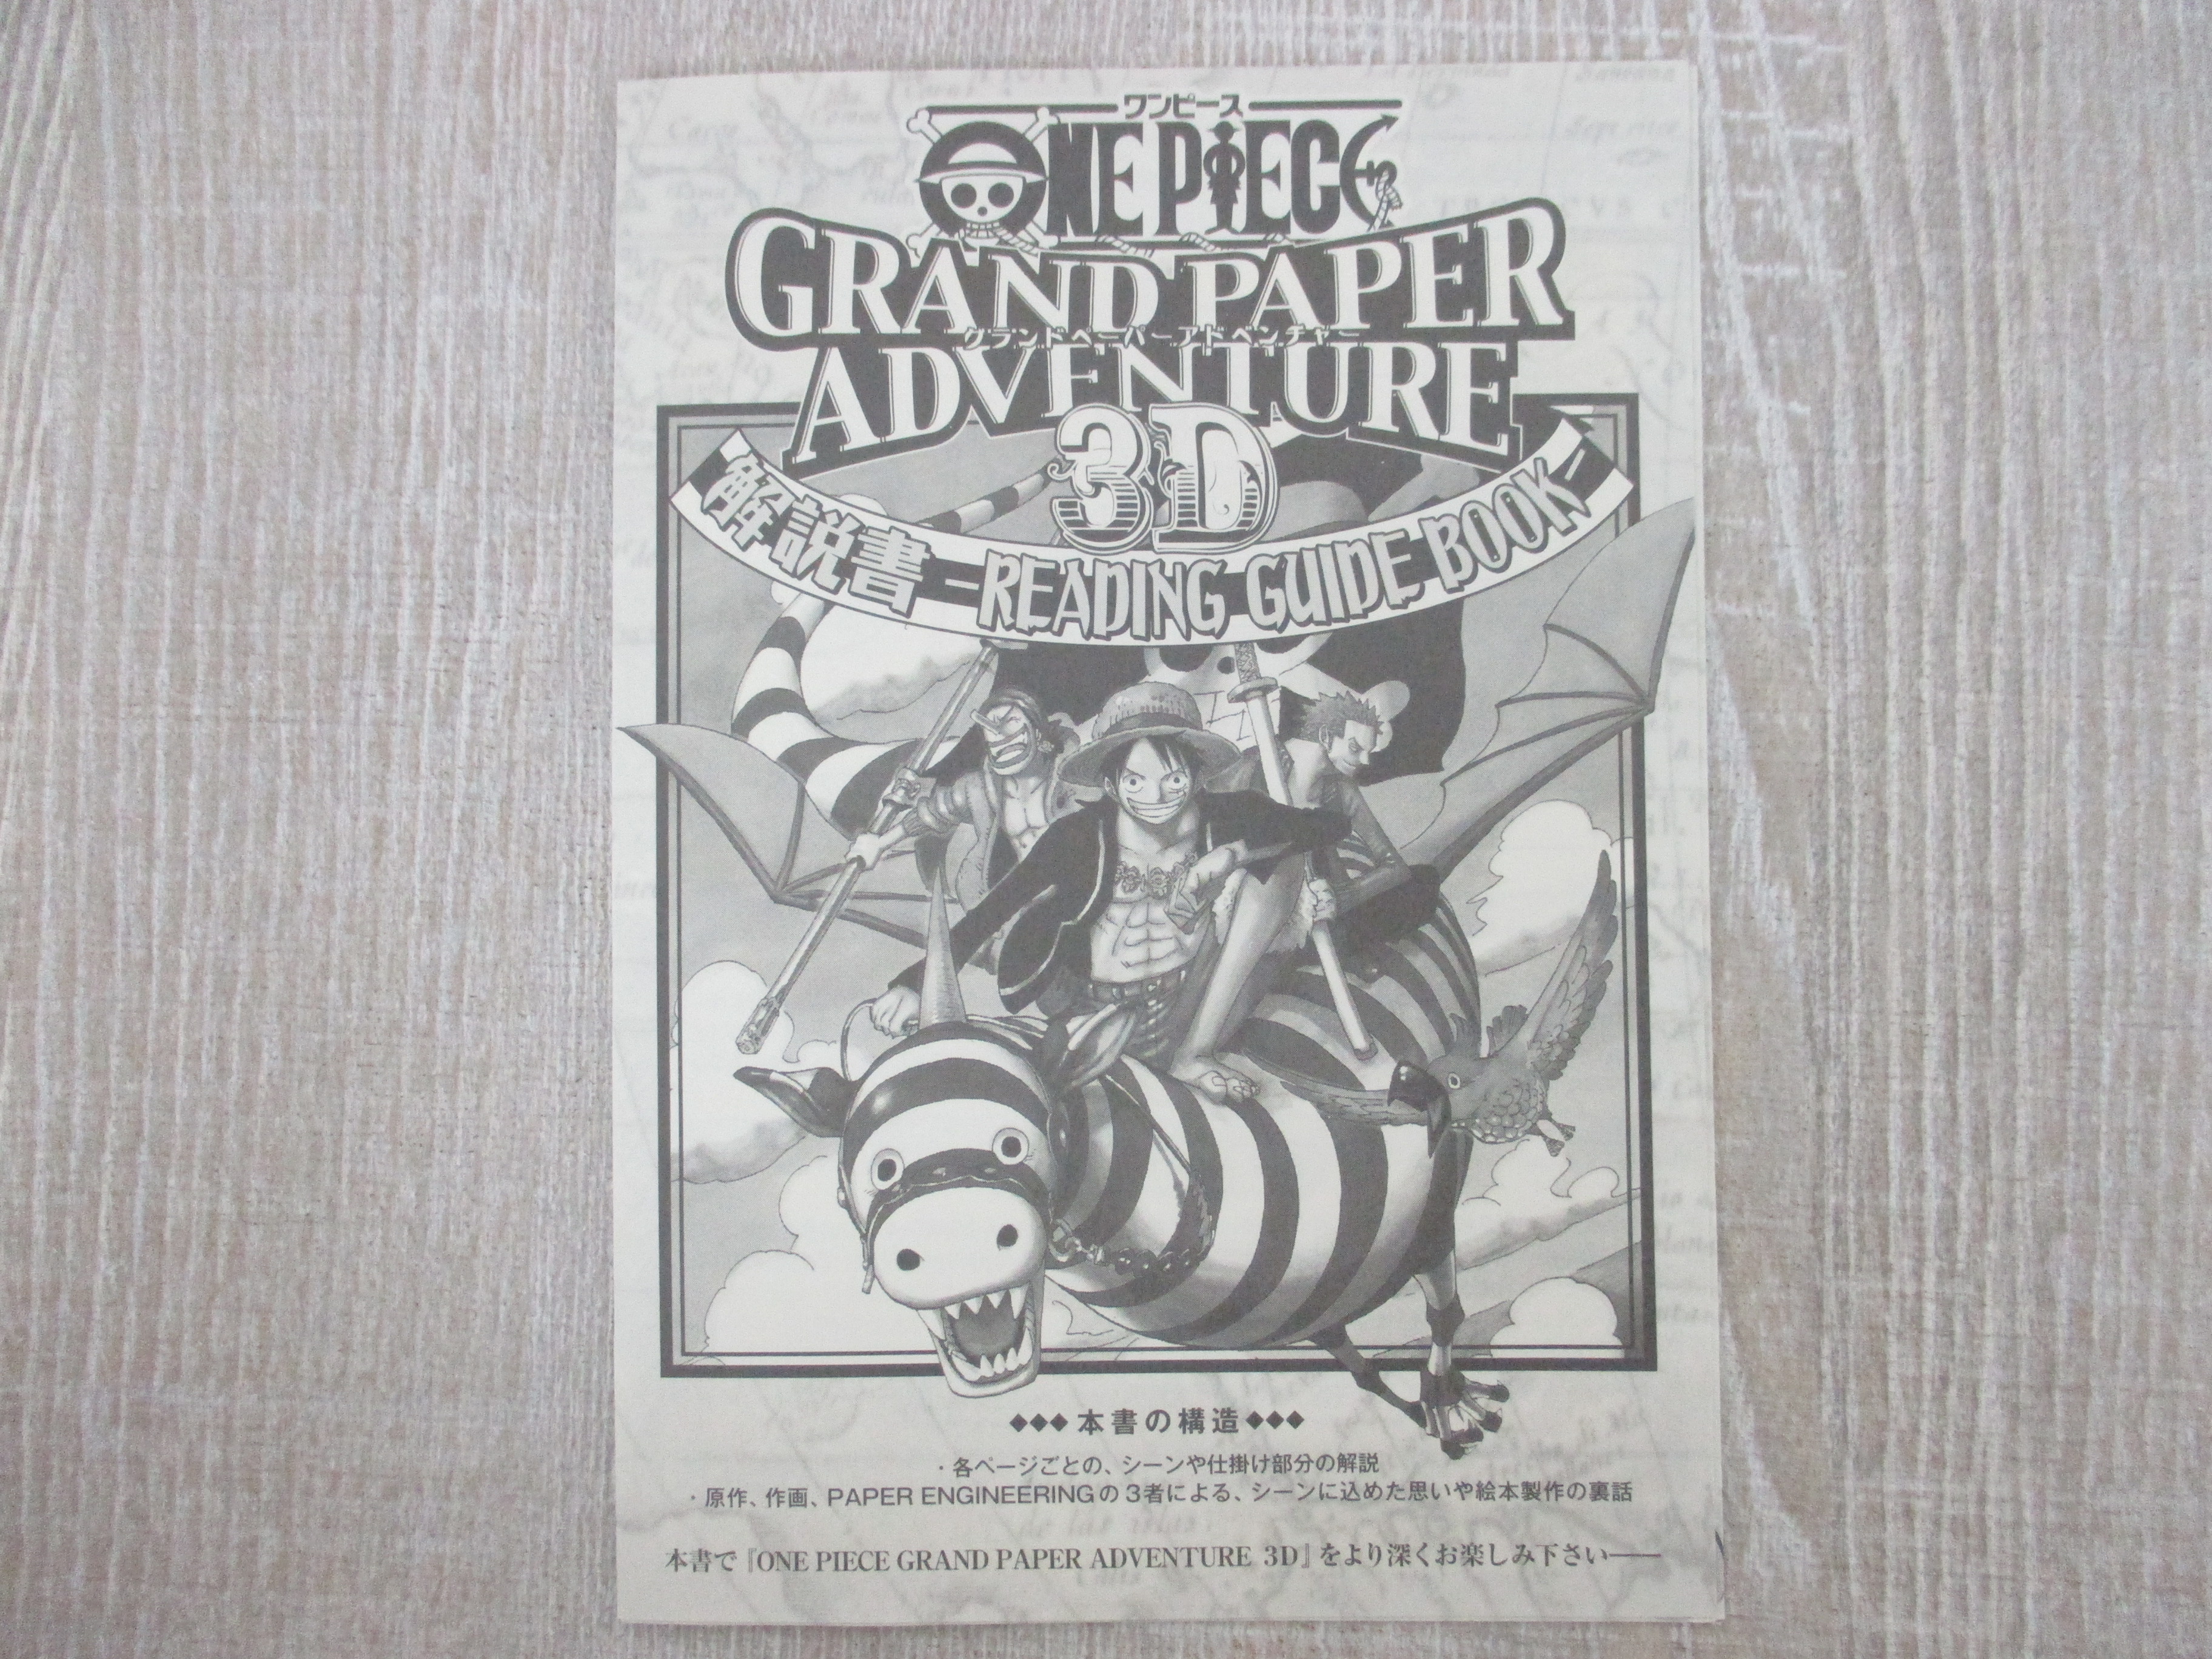 ワンピース
ONE PIECE
GRAND PAPER
グランドペーパーアドベンチャー
ADVENTURE
3D
解説書 -READING GUIDE BOOK-
◆◆◆本書の構造◆◆◆
・各ページごとの、シーンや仕掛け部分の解説
・原作、作画、PAPER ENGINEERINGの3者による、シーンに込めた思いや絵本製作の裏話
本書で『ONE PIECE GRAND PAPER ADVENTURE 3D』をより深くお楽しみ下さい──